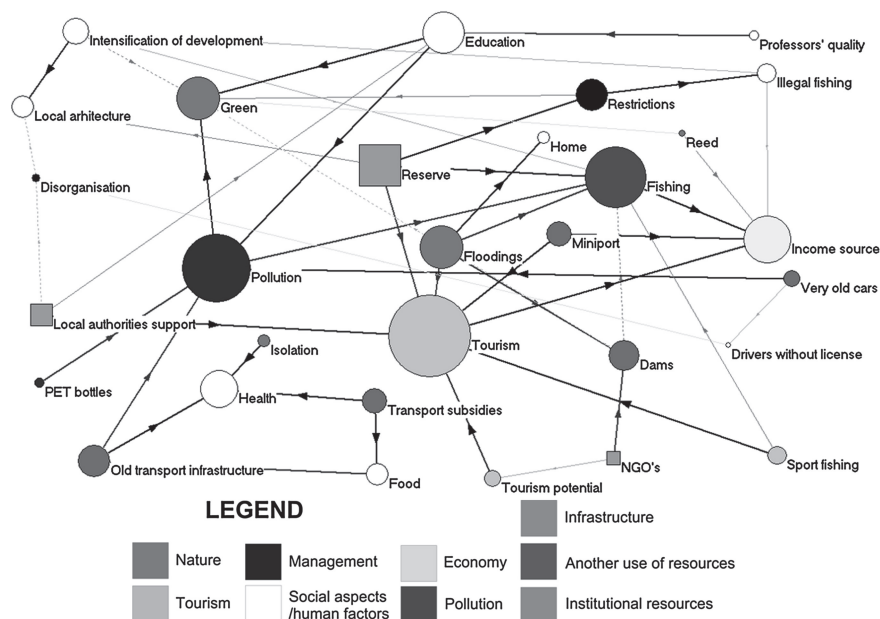 Intensification of development
Education
Professors' quality
Illegal fishing
Green
Restrictions
Local arhitecture
Home
Reed
Reserve
Disorganisation
Fishing
Floodings
Miniport
Income source
Pollution
Very old cars
Local authorities support
Tourism
Isolation
Drivers without license
Dams
PET bottles
Health
Transport subsidies
Old transport infrastructure
Food
NGO's
Sport fishing
Tourism potential
LEGEND
Infrastructure
Nature
Management
Economy
Another use of resources
Tourism
Social aspects
/human factors
Pollution
Institutional resources